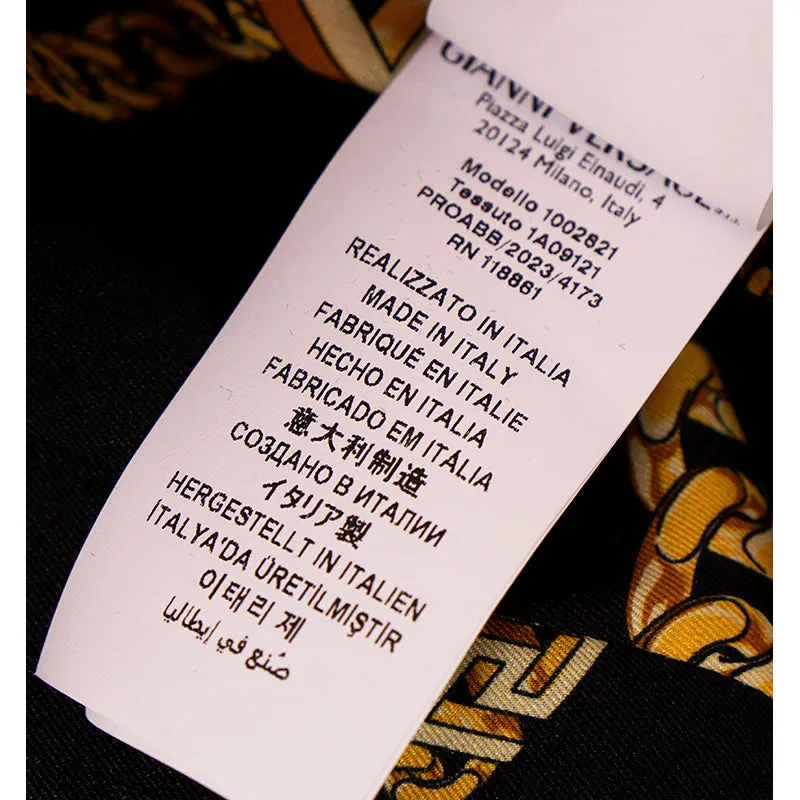 GIANNI VERSACE S.r.l.
Piazza Luigi Einaudi, 4
20124 Milano, Italy
Modello 1002821
Tessuto 1A09121
PROABB/2023/4173
RN 118861
REALIZZATO IN ITALIA
MADE IN ITALY
FABRIQUÉ EN ITALIE
HECHO EN ITALIA
FABRICADO EM ITÁLIA
意大利制造
СОЗДАНО В ИТАЛИИ
イタリア製
HERGESTELLT IN ITALIEN
İTALYA'DA ÜRETİLMİŞTİR
이태리 제
صُنع في إيطاليا